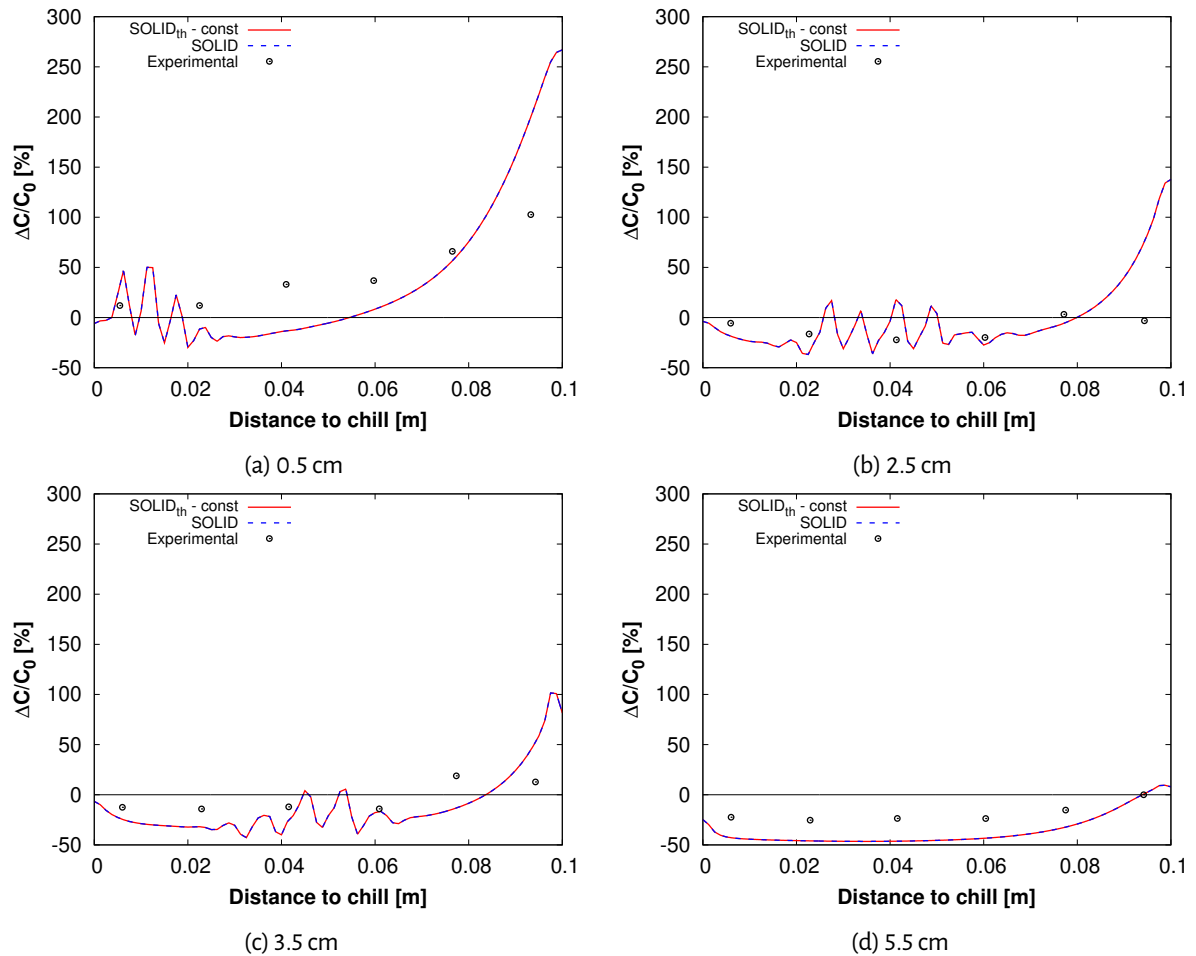 300
250
200
150
100
50
0
-50
ΔC/C0 [%]
SOLIDth - const
SOLID
Experimental
0 0.02 0.04 0.06 0.08 0.1
Distance to chill [m]
(a) 0.5 cm
300
250
200
150
100
50
0
-50
ΔC/C0 [%]
SOLIDth - const
SOLID
Experimental
0 0.02 0.04 0.06 0.08 0.1
Distance to chill [m]
(b) 2.5 cm
300
250
200
150
100
50
0
-50
ΔC/C0 [%]
SOLIDth - const
SOLID
Experimental
0 0.02 0.04 0.06 0.08 0.1
Distance to chill [m]
(c) 3.5 cm
300
250
200
150
100
50
0
-50
ΔC/C0 [%]
SOLIDth - const
SOLID
Experimental
0 0.02 0.04 0.06 0.08 0.1
Distance to chill [m]
(d) 5.5 cm